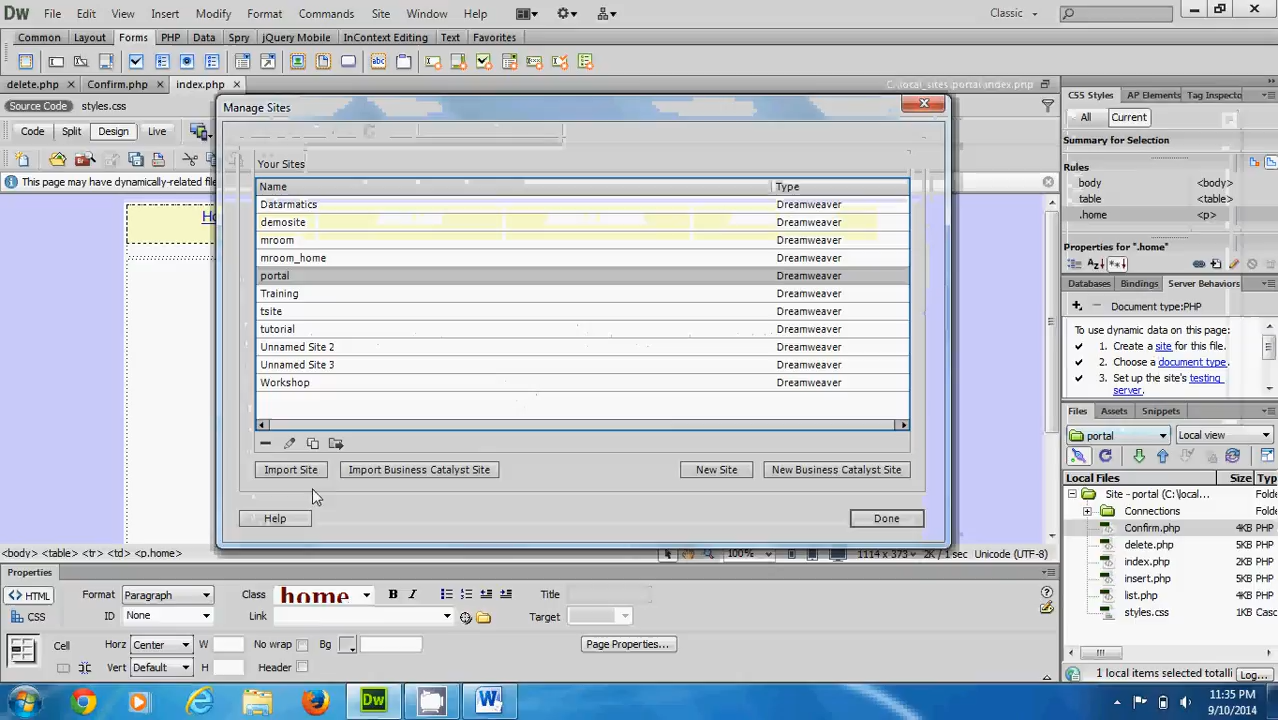 Dw File Edit View Insert Modify Format Commands Site Window Help Classic
Common Layout Forms PHP Data Spry jQuery Mobile InContext Editing Text Favorites
delete.php × Confirm.php × index.php × C:\local_sites\portal\index.php
Source Code styles.css
Code Split Design Live
This page may have dynamically-related file
Manage Sites
Your Sites
Name Type
Datarmatics Dreamweaver
demosite Dreamweaver
mroom Dreamweaver
mroom_home Dreamweaver
portal Dreamweaver
Training Dreamweaver
tsite Dreamweaver
tutorial Dreamweaver
Unnamed Site 2 Dreamweaver
Unnamed Site 3 Dreamweaver
Workshop Dreamweaver
Import Site Import Business Catalyst Site New Site New Business Catalyst Site
Help Done
CSS Styles AP Elements Tag Inspecto
All Current
Summary for Selection
Rules
body <body>
table <table>
.home <p>
Properties for ".home"
Databases Bindings Server Behaviors
Document type:PHP
To use dynamic data on this page:
1. Create a site for this file.
2. Choose a document type.
3. Set up the site's testing
server.
Files Assets Snippets
portal Local view
Local Files Size Typ
Site - portal (C:\local... Folde
Connections Folde
Confirm.php 4KB PHP
delete.php 5KB PHP
index.php 2KB PHP
insert.php 5KB PHP
list.php 4KB PHP
styles.css 1KB Casc
1 local items selected totalli Log...
<body> <table> <tr> <td> <p.home> 100% 1114 x 373 2K / 1 sec Unicode (UTF-8)
Properties
HTML Format Paragraph Class home B I Title
CSS ID None Link Target
Cell Horz Center W No wrap Bg Page Properties...
Vert Default H Header
11:35 PM
9/10/2014